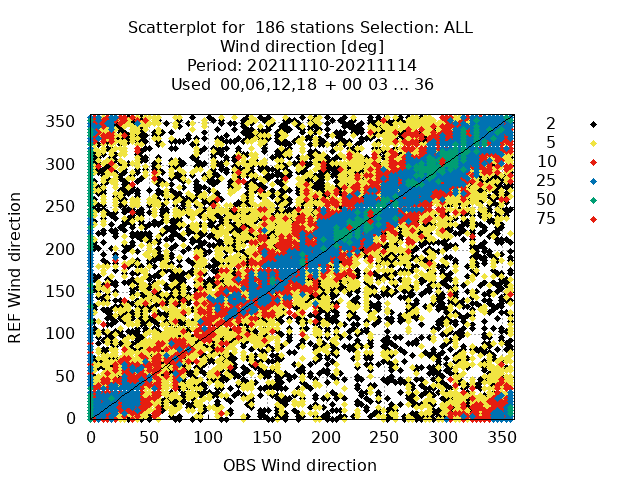 Scatterplot for 186 stations Selection: ALL
Wind direction [deg]
Period: 20211110-20211114
Used 00,06,12,18 + 00 03 ... 36
2
5
10
25
50
75
REF Wind direction
350
300
250
200
150
100
50
0
0 50 100 150 200 250 300 350
OBS Wind direction